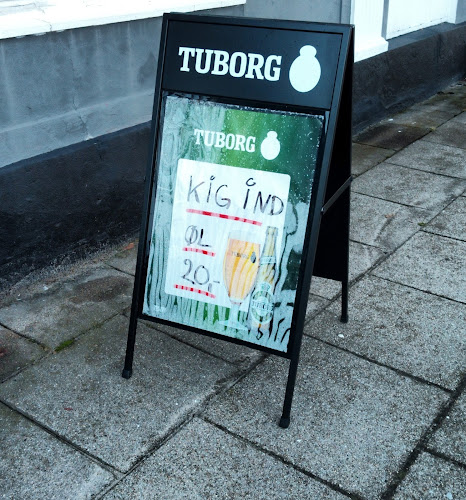 TUBORG
TUBORG
KIG IND
ØL
20,-